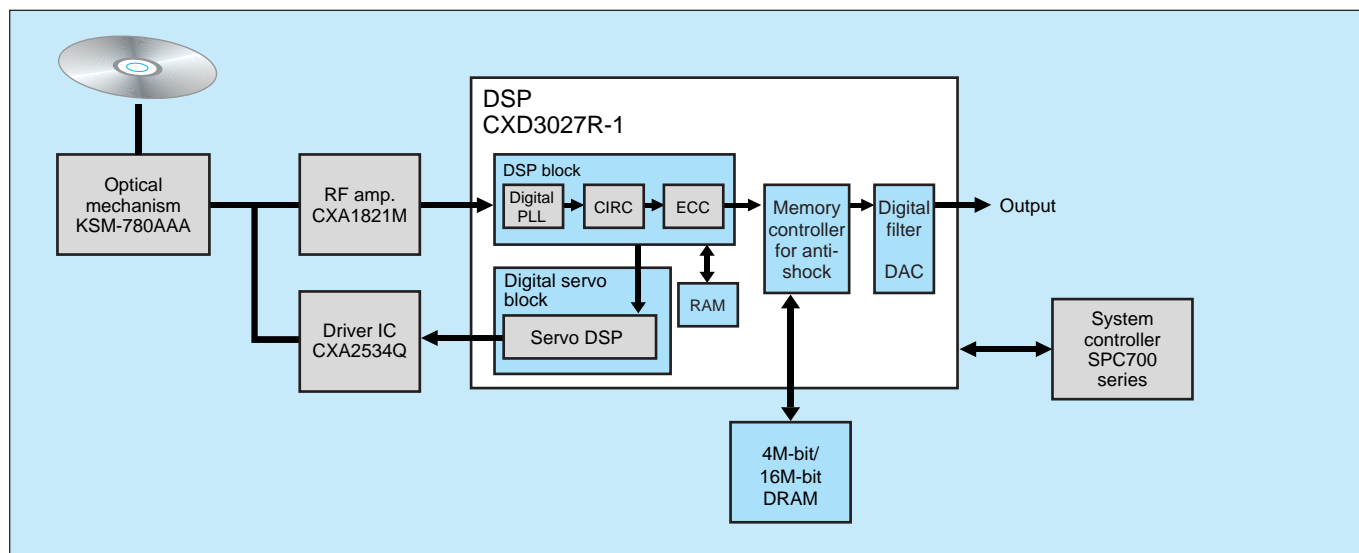 DSP
CXD3027R-1
Optical
mechanism
KSM-780AAA
RF amp.
CXA1821M
DSP block
Digital
PLL
CIRC
ECC
Memory
controller
for anti-
shock
Digital
filter
DAC
Output
Digital servo
block
Servo DSP
RAM
Driver IC
CXA2534Q
System
controller
SPC700
series
4M-bit/
16M-bit
DRAM